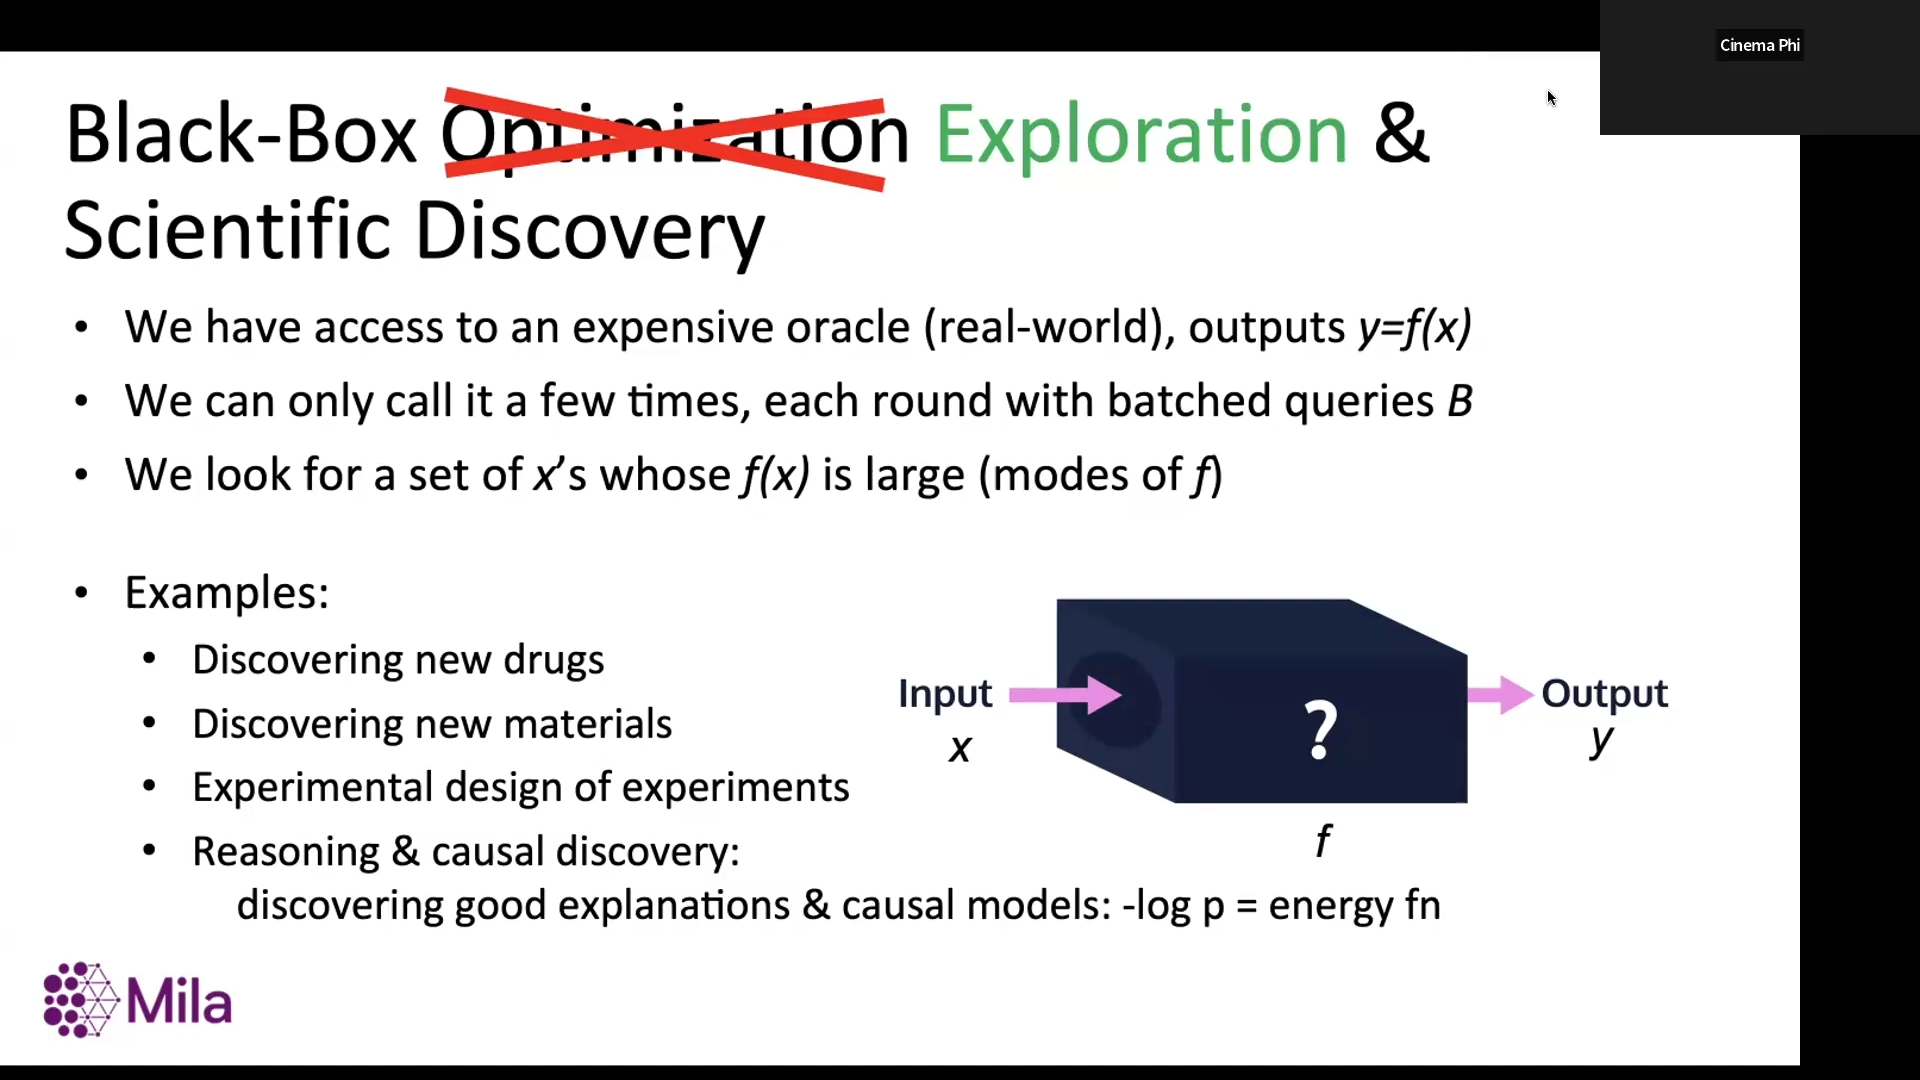 Cinema Phi
Black-Box Optimization Exploration &
Scientific Discovery
• We have access to an expensive oracle (real-world), outputs y=f(x)
• We can only call it a few times, each round with batched queries B
• We look for a set of x’s whose f(x) is large (modes of f)
• Examples:
• Discovering new drugs
• Discovering new materials
• Experimental design of experiments
• Reasoning & causal discovery:
discovering good explanations & causal models: -log p = energy fn
Input
x
?
f
Output
y
Mila